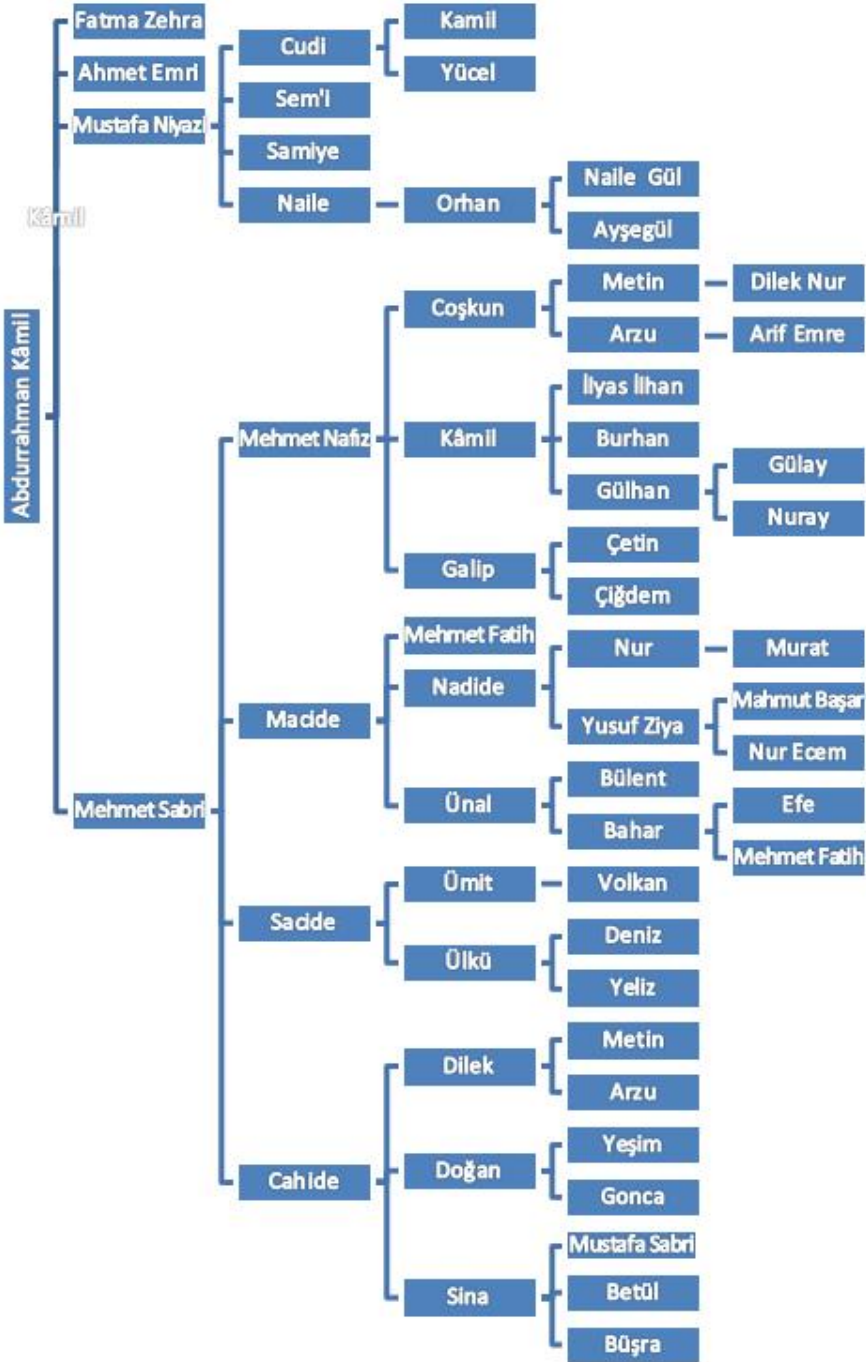 Fatma Zehra
Ahmet Emri
Mustafa Niyazi
Cudi
Kamil
Yücel
Sem'i
Samiye
Naile
Orhan
Naile Gül
Ayşegül
Kâmil
Abdurrahman Kâmil
Mehmet Sabri
Mehmet Nafiz
Coşkun
Metin
Dilek Nur
Arzu
Arif Emre
Kâmil
İlyas İlhan
Burhan
Gülhan
Gülay
Nuray
Galip
Çetin
Çiğdem
Macide
Mehmet Fatih
Nadide
Nur
Murat
Yusuf Ziya
Mahmut Başar
Nur Ecem
Ünal
Bülent
Bahar
Efe
Mehmet Fatih
Sacide
Ümit
Volkan
Ülkü
Deniz
Yeliz
Cahide
Dilek
Metin
Arzu
Doğan
Yeşim
Gonca
Sina
Mustafa Sabri
Betül
Büşra